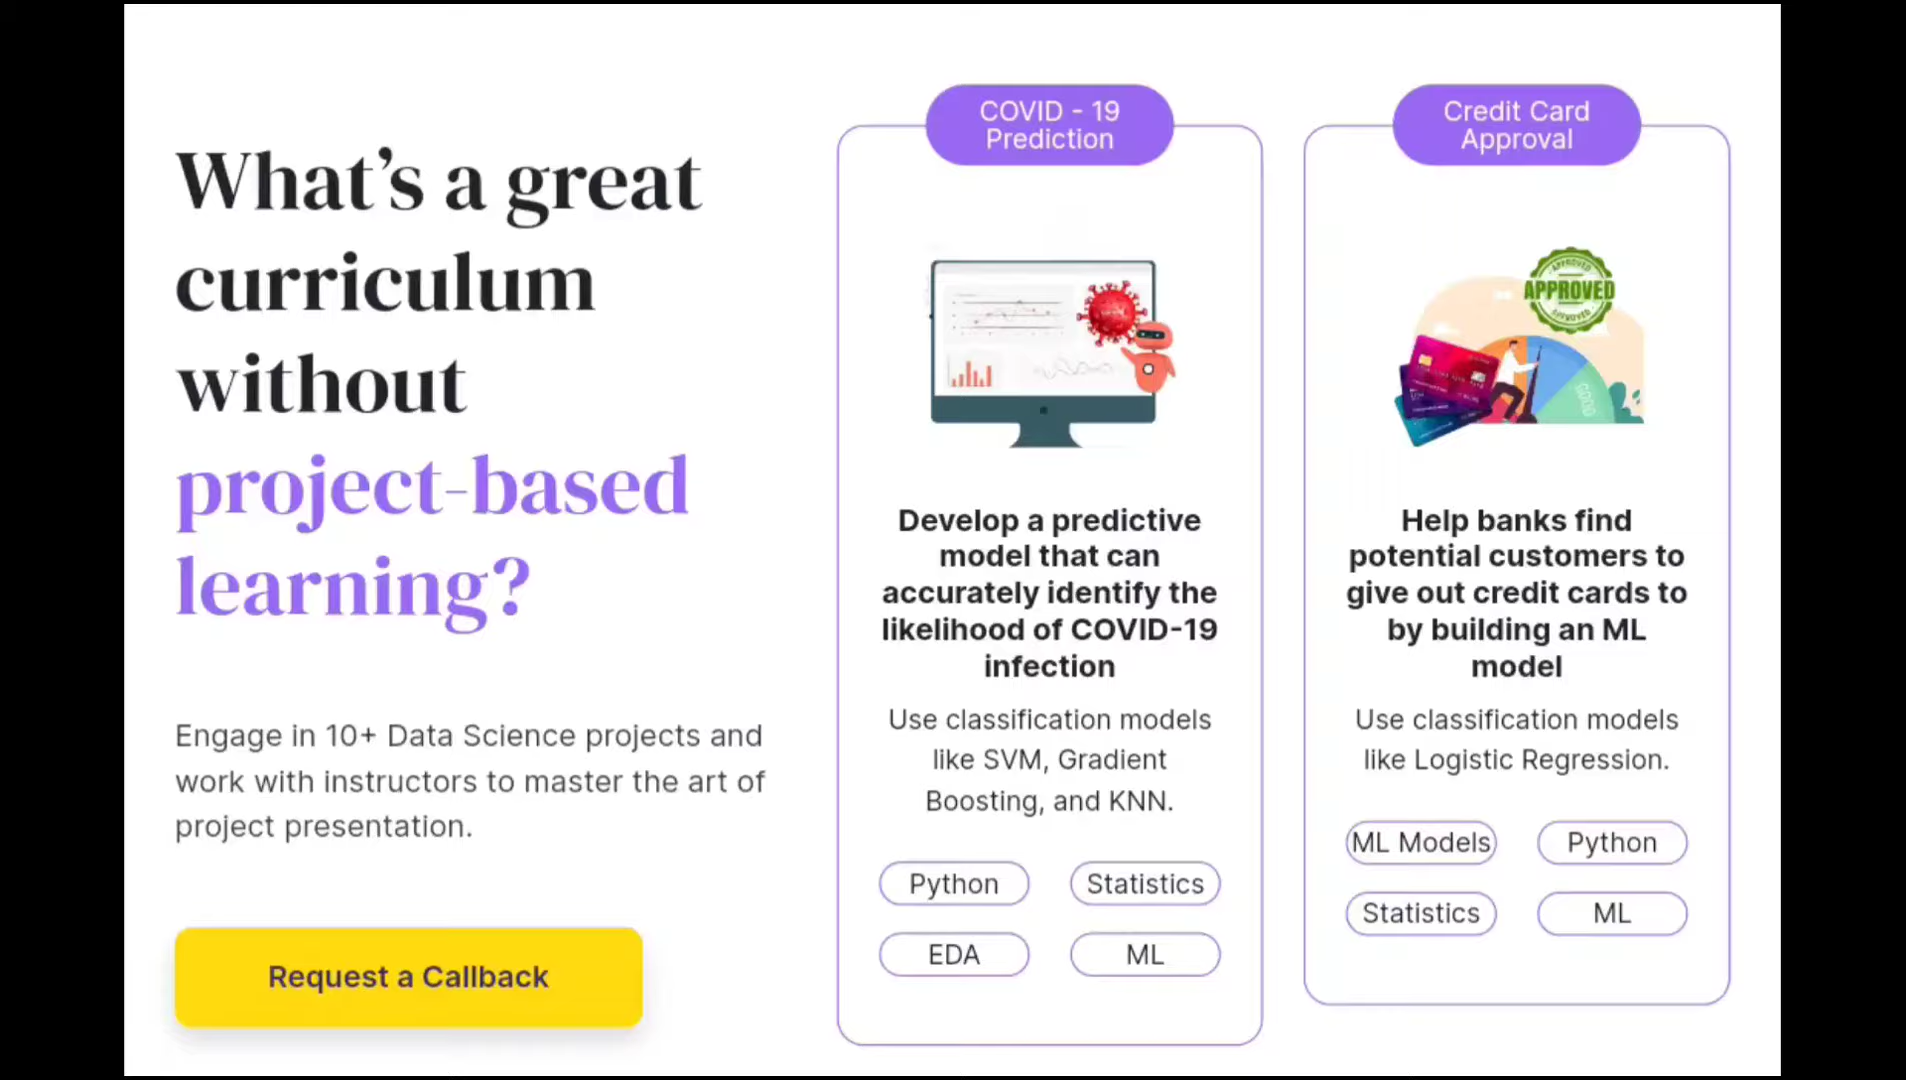 What's a great
curriculum
without
project-based
learning?
Engage in 10+ Data Science projects and
work with instructors to master the art of
project presentation.
Request a Callback
COVID - 19
Prediction
Develop a predictive
model that can
accurately identify the
likelihood of COVID-19
infection
Use classification models
like SVM, Gradient
Boosting, and KNN.
Python
Statistics
EDA
ML
Credit Card
Approval
APPROVED
APPROVED
APPROVED
GOOD
Help banks find
potential customers to
give out credit cards to
by building an ML
model
Use classification models
like Logistic Regression.
ML Models
Python
Statistics
ML